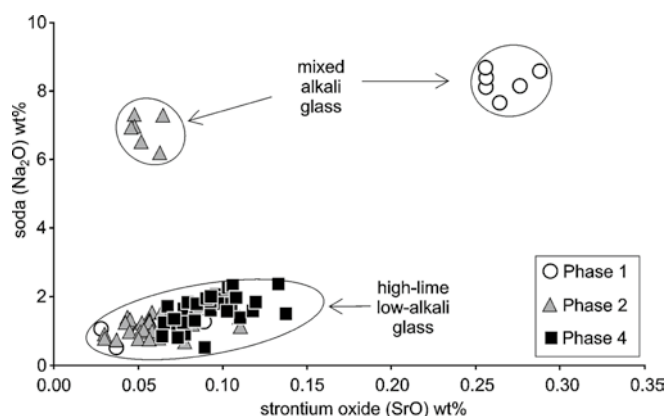 10
8
6
4
2
0
soda (Na₂O) wt%
mixed
alkali
glass
high-lime
low-alkali
glass
Phase 1
Phase 2
Phase 4
0.00 0.05 0.10 0.15 0.20 0.25 0.30 0.35
strontium oxide (SrO) wt%